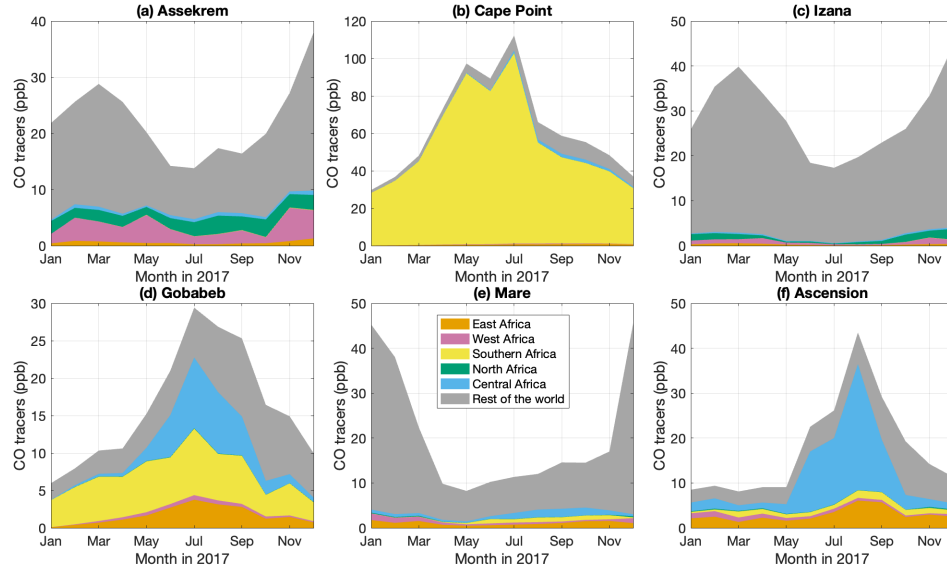 (a) Assekrem
(b) Cape Point
(c) Izana
CO tracers (ppb)
40
30
20
10
0
Jan Mar May Jul Sep Nov
Month in 2017
CO tracers (ppb)
120
100
80
60
40
20
0
Jan Mar May Jul Sep Nov
Month in 2017
CO tracers (ppb)
50
40
30
20
10
0
Jan Mar May Jul Sep Nov
Month in 2017
(d) Gobabeb
(e) Mare
(f) Ascension
CO tracers (ppb)
30
25
20
15
10
5
0
Jan Mar May Jul Sep Nov
Month in 2017
CO tracers (ppb)
50
40
30
20
10
0
East Africa
West Africa
Southern Africa
North Africa
Central Africa
Rest of the world
Jan Mar May Jul Sep Nov
Month in 2017
CO tracers (ppb)
50
40
30
20
10
0
Jan Mar May Jul Sep Nov
Month in 2017